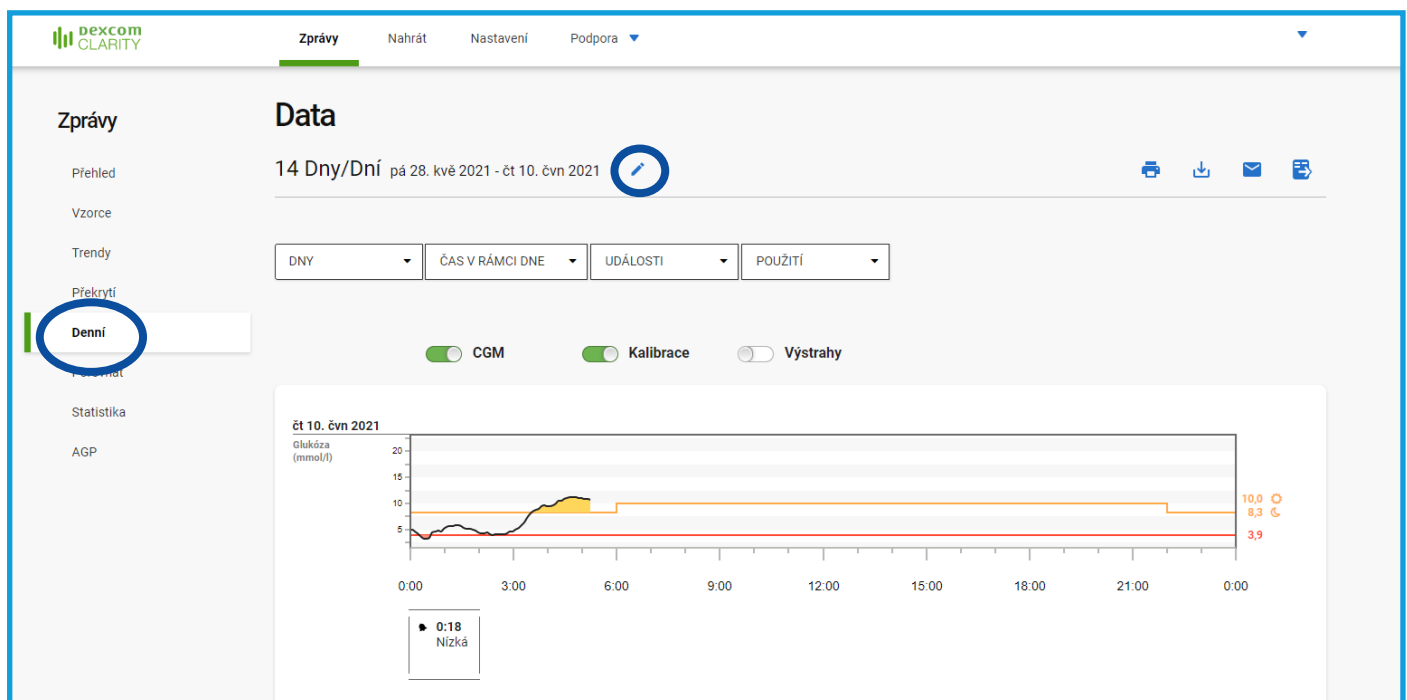 Dexcom
CLARITY
Zprávy
Nahrát
Nastavení
Podpora
Zprávy
Přehled
Vzorce
Trendy
Překrytí
Denní
Porovnat
Statistika
AGP
Data
14 Dny/Dní pá 28. kvě 2021 - čt 10. čvn 2021
DNY
ČAS V RÁMCI DNE
UDÁLOSTI
POUŽITÍ
CGM
Kalibrace
Výstrahy
čt 10. čvn 2021
Glukóza
(mmol/l)
20
15
10
5
10,0
8,3
3,9
0:00 3:00 6:00 9:00 12:00 15:00 18:00 21:00 0:00
0:18
Nízká